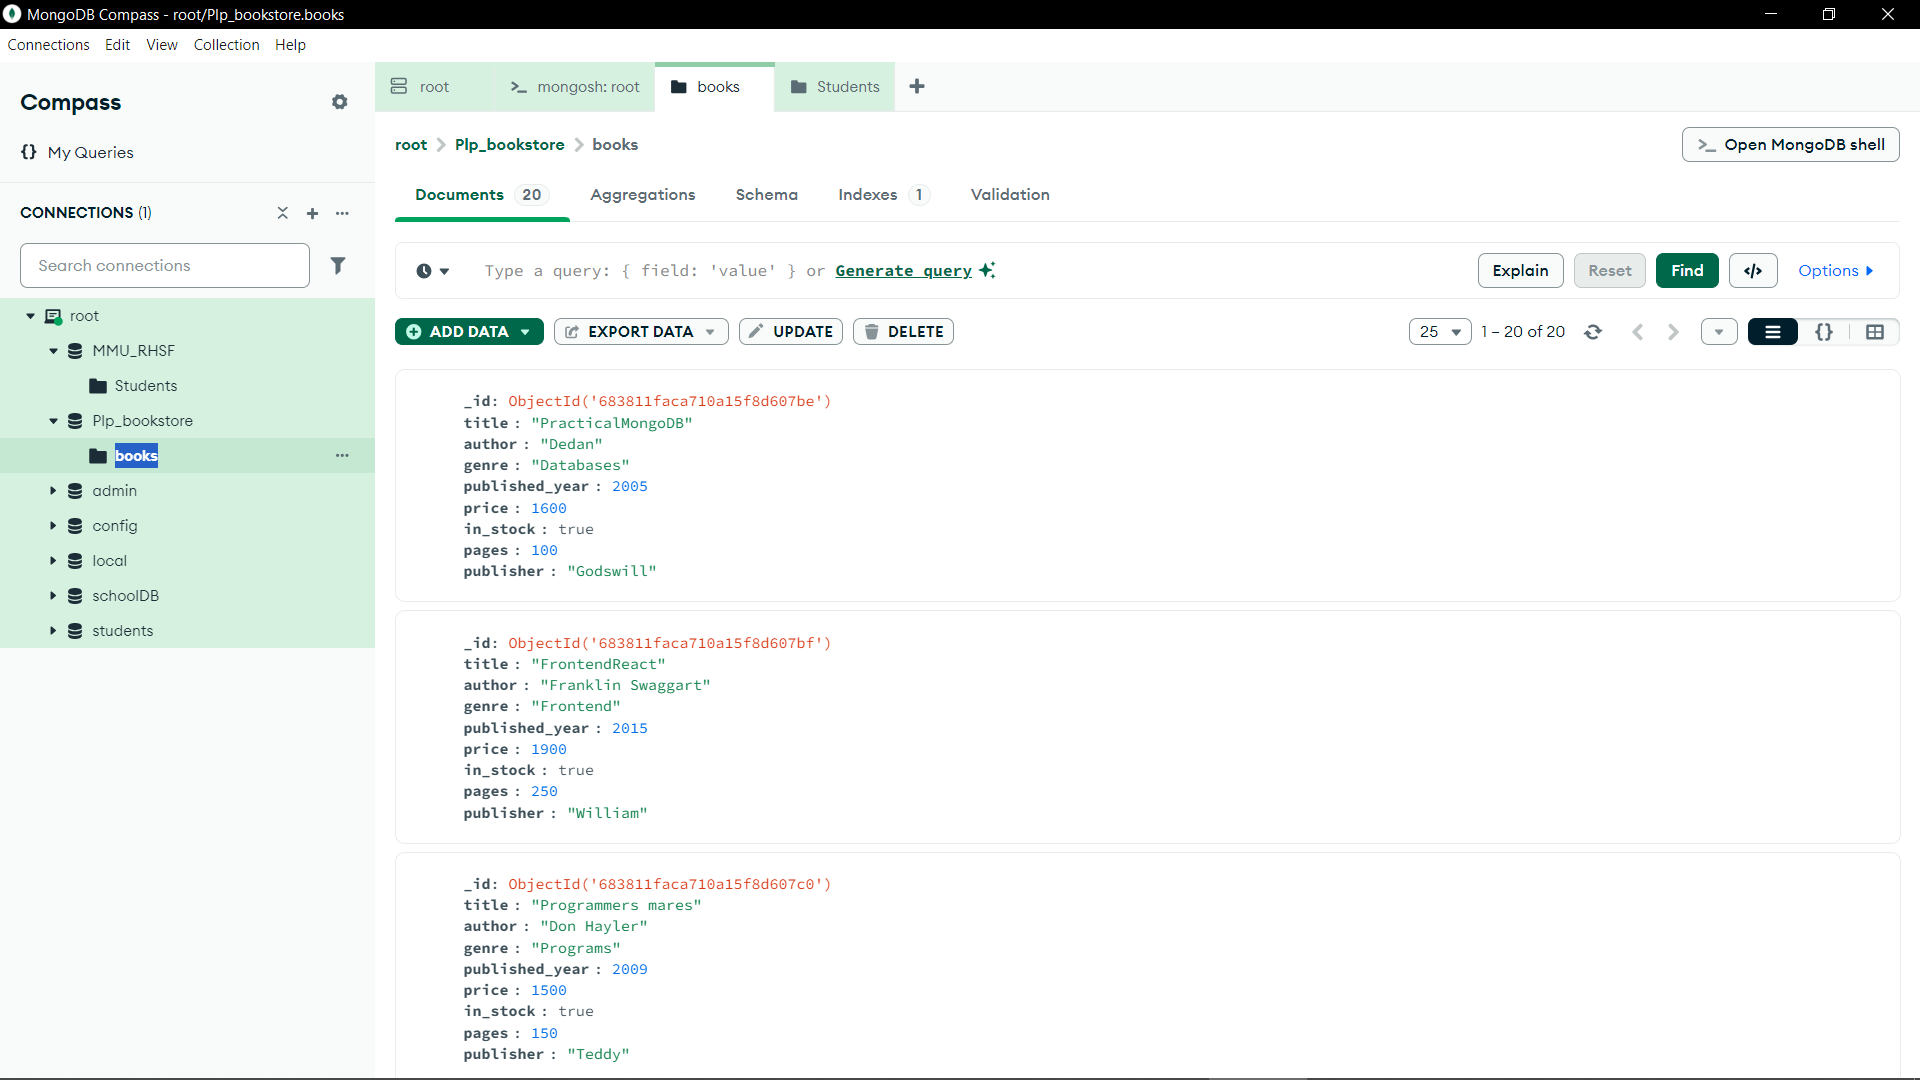 MongoDB Compass - root/Plp_bookstore.books
Connections Edit View Collection Help
Compass
{} My Queries
CONNECTIONS (1)
Search connections
root
MMU_RHSF
Students
Plp_bookstore
books
admin
config
local
schoolDB
students
root >_ mongosh: root books Students +
root > Plp_bookstore > books
>_ Open MongoDB shell
Documents 20 Aggregations Schema Indexes 1 Validation
Type a query: { field: 'value' } or Generate query
Explain Reset Find </> Options
ADD DATA EXPORT DATA UPDATE DELETE
25 1 – 20 of 20 {}
_id: ObjectId('683811faca710a15f8d607be')
title : "PracticalMongoDB"
author : "Dedan"
genre : "Databases"
published_year : 2005
price : 1600
in_stock : true
pages : 100
publisher : "Godswill"
_id: ObjectId('683811faca710a15f8d607bf')
title : "FrontendReact"
author : "Franklin Swaggart"
genre : "Frontend"
published_year : 2015
price : 1900
in_stock : true
pages : 250
publisher : "William"
_id: ObjectId('683811faca710a15f8d607c0')
title : "Programmers mares"
author : "Don Hayler"
genre : "Programs"
published_year : 2009
price : 1500
in_stock : true
pages : 150
publisher : "Teddy"